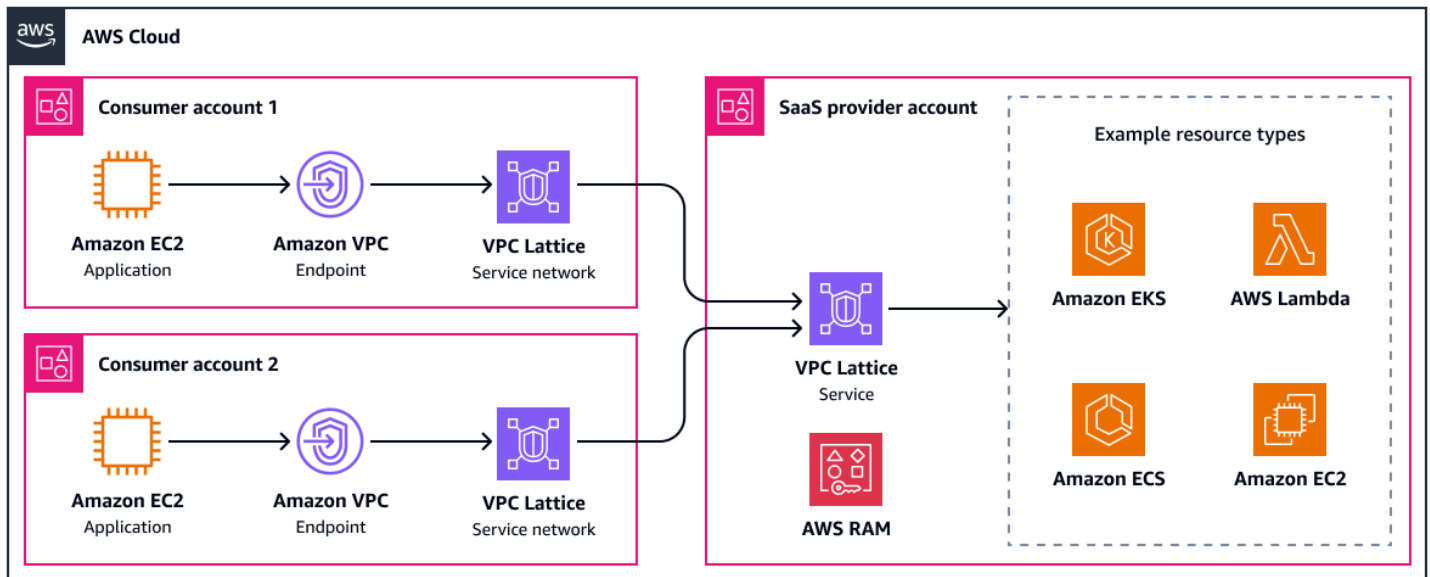 aws
AWS Cloud
Consumer account 1
Amazon EC2
Application
Amazon VPC
Endpoint
VPC Lattice
Service network
Consumer account 2
Amazon EC2
Application
Amazon VPC
Endpoint
VPC Lattice
Service network
SaaS provider account
VPC Lattice
Service
AWS RAM
Example resource types
K
Amazon EKS
AWS Lambda
Amazon ECS
Amazon EC2